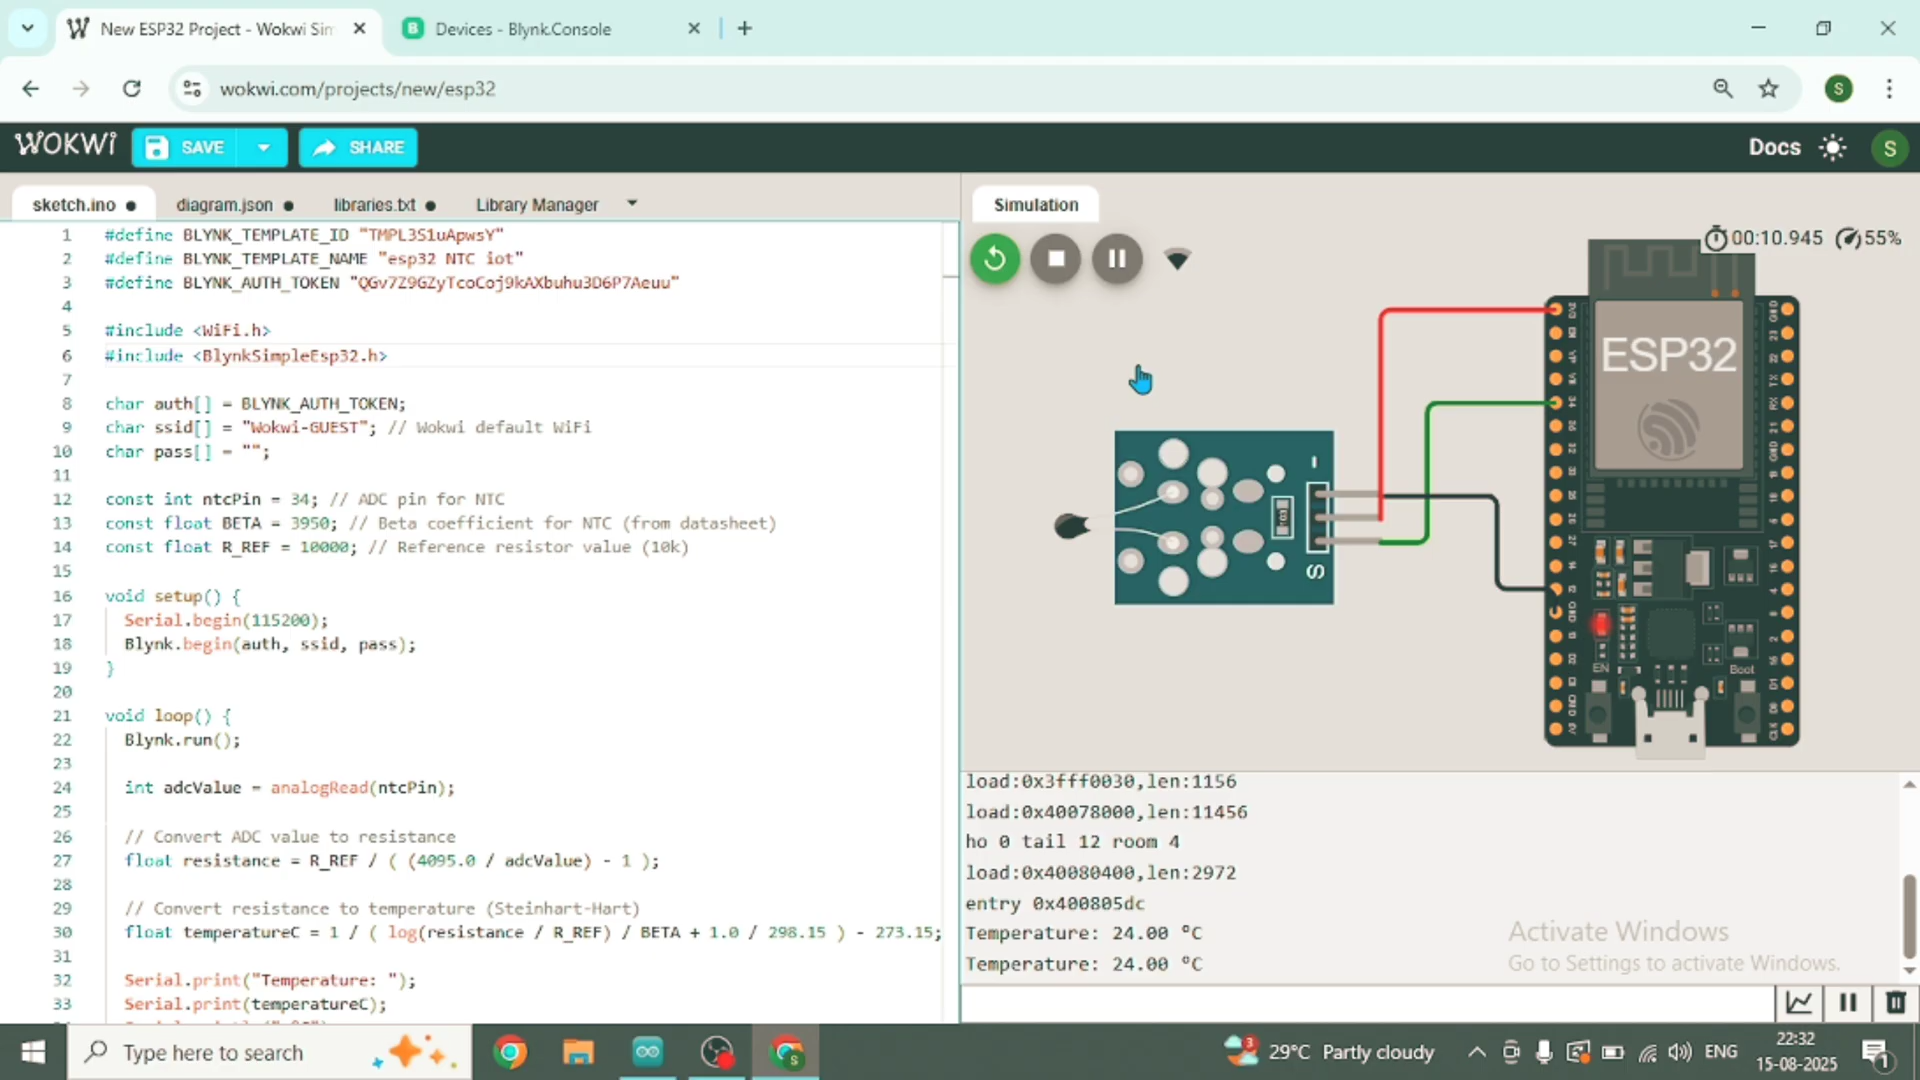 New ESP32 Project - Wokwi Sim
Devices - Blynk.Console
wokwi.com/projects/new/esp32
S
WOKWI
SAVE
SHARE
Docs
S
sketch.ino
diagram.json
libraries.txt
Library Manager
1 #define BLYNK_TEMPLATE_ID "TMPL3S1uApwsY"
2 #define BLYNK_TEMPLATE_NAME "esp32 NTC iot"
3 #define BLYNK_AUTH_TOKEN "QGv7Z9GZyTcoCoj9kAXbuhu3D6P7Aeuu"
4
5 #include <WiFi.h>
6 #include <BlynkSimpleEsp32.h>
7
8 char auth[] = BLYNK_AUTH_TOKEN;
9 char ssid[] = "Wokwi-GUEST"; // Wokwi default WiFi
10 char pass[] = "";
11
12 const int ntcPin = 34; // ADC pin for NTC
13 const float BETA = 3950; // Beta coefficient for NTC (from datasheet)
14 const float R_REF = 10000; // Reference resistor value (10k)
15
16 void setup() {
17 Serial.begin(115200);
18 Blynk.begin(auth, ssid, pass);
19 }
20
21 void loop() {
22 Blynk.run();
23
24 int adcValue = analogRead(ntcPin);
25
26 // Convert ADC value to resistance
27 float resistance = R_REF / ( (4095.0 / adcValue) - 1 );
28
29 // Convert resistance to temperature (Steinhart-Hart)
30 float temperatureC = 1 / ( log(resistance / R_REF) / BETA + 1.0 / 298.15 ) - 273.15;
31
32 Serial.print("Temperature: ");
33 Serial.print(temperatureC);
Simulation
00:10.945
55%
ESP32
EN
Boot
S
load:0x3fff0030,len:1156
load:0x40078000,len:11456
ho 0 tail 12 room 4
load:0x40080400,len:2972
entry 0x400805dc
Temperature: 24.00 ºC
Temperature: 24.00 ºC
Activate Windows
Go to Settings to activate Windows.
Type here to search
3
29°C Partly cloudy
ENG
22:32
15-08-2025
1